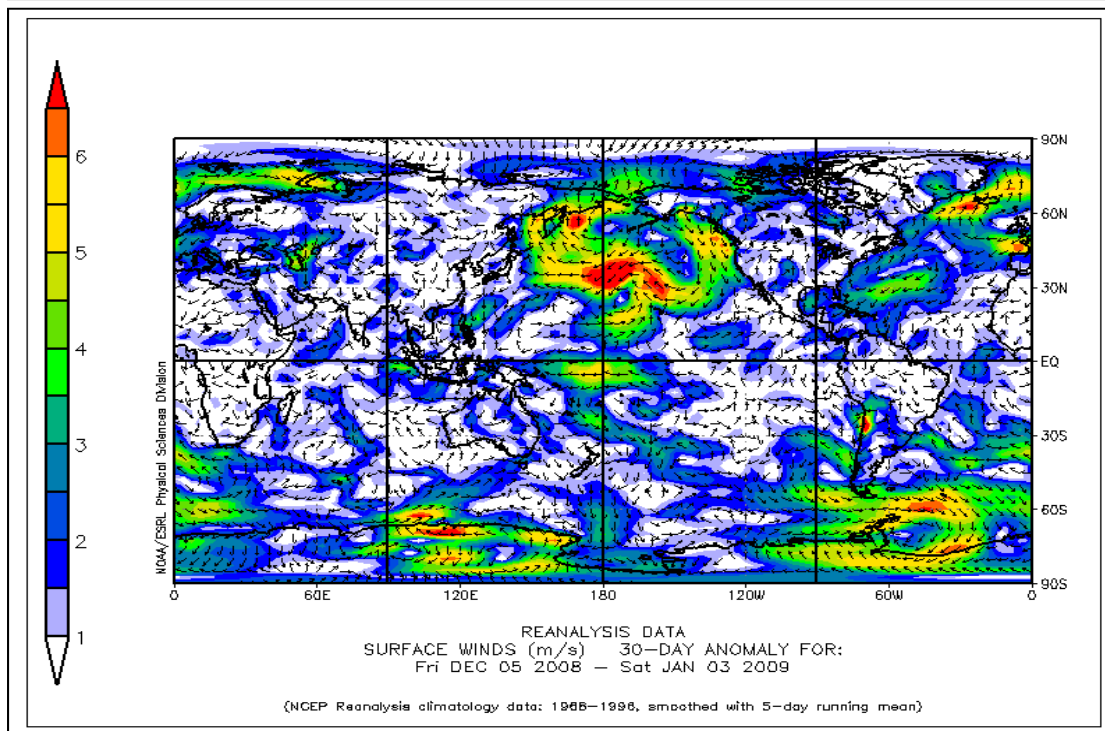 6
5
4
3
2
1
90N
60N
30N
EQ
30S
60S
90S
NOAA/ESRL Physical Sciences Division
0 60E 120E 180 120W 60W 0
REANALYSIS DATA
SURFACE WINDS (m/s) 30-DAY ANOMALY FOR:
Fri DEC 05 2008 – Sat JAN 03 2009
(NCEP Reanalysis climatology data: 1968-1996, smoothed with 5-day running mean)